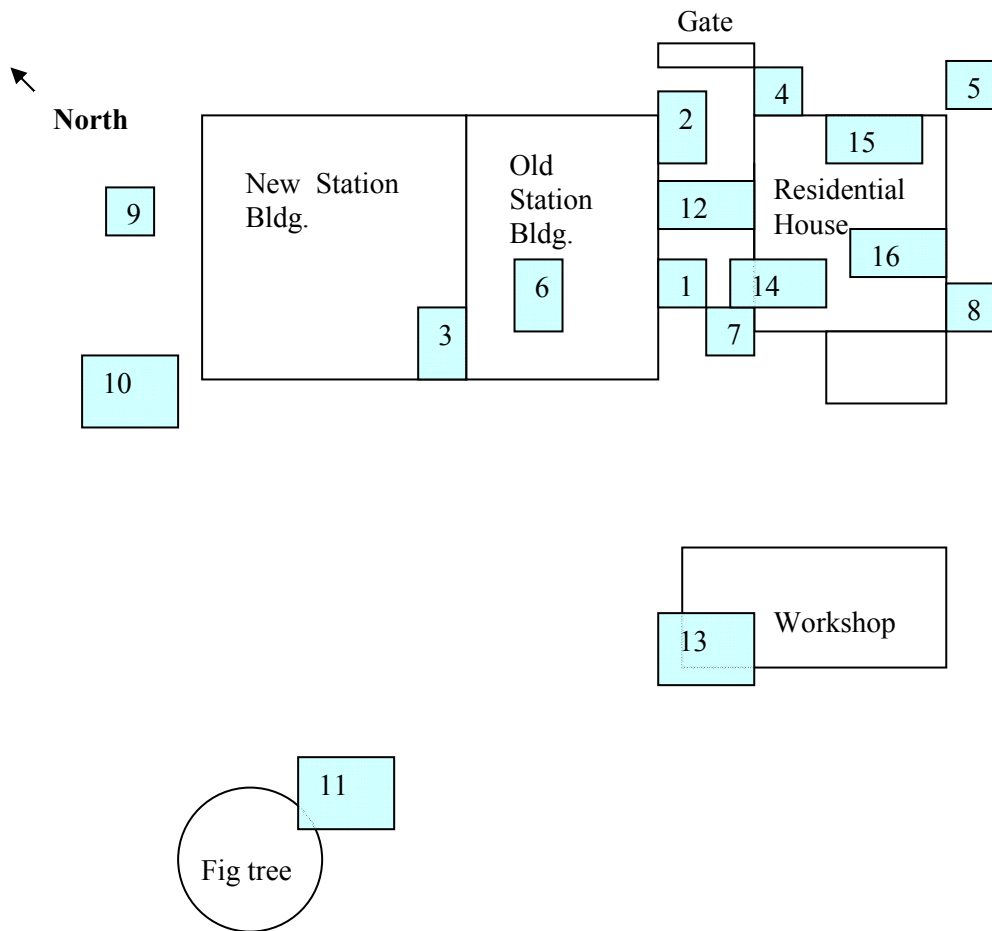 Gate
North
5
4
2
15
New Station
Bldg.
Old
Station
Bldg.
Residential
House
9
12
16
6
1
14
8
3
7
10
13
Workshop
11
Fig tree